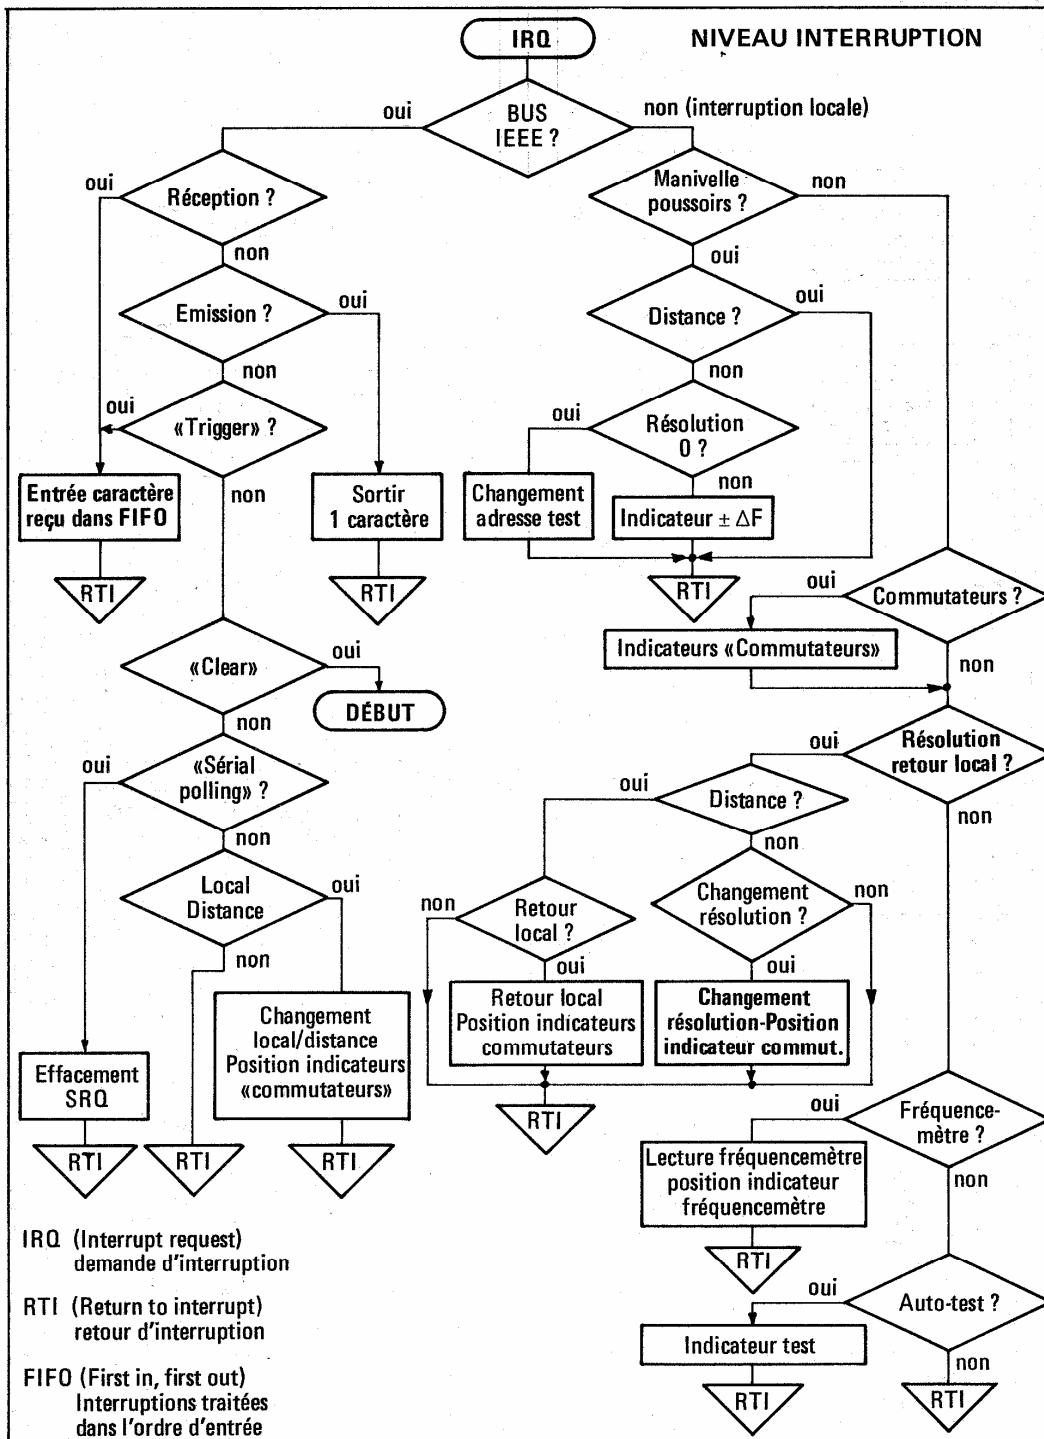 IRQ
NIVEAU INTERRUPTION
BUS
IEEE ?
oui
non (interruption locale)
Réception ?
oui
non
Manivelle
poussoirs ?
non
oui
Emission ?
oui
non
Distance ?
oui
non
«Trigger» ?
oui
non
Résolution
0 ?
oui
non
Entrée caractère
reçu dans FIFO
RTI
Sortir
1 caractère
RTI
Changement
adresse test
Indicateur ± ΔF
RTI
Commutateurs ?
oui
non
Indicateurs «Commutateurs»
«Clear»
oui
non
DÉBUT
Résolution
retour local ?
oui
non
«Sérial
polling» ?
oui
non
Distance ?
oui
non
Local
Distance
oui
non
Retour
local ?
non
oui
Changement
résolution ?
non
oui
Retour local
Position indicateurs
commutateurs
Changement
résolution-Position
indicateur commut.
RTI
Effacement
SRQ
RTI
RTI
Changement
local/distance
Position indicateurs
«commutateurs»
RTI
Fréquence-
mètre ?
oui
non
Lecture fréquencemètre
position indicateur
fréquencemètre
RTI
Auto-test ?
oui
non
Indicateur test
RTI
RTI
IRQ (Interrupt request)
demande d'interruption
RTI (Return to interrupt)
retour d'interruption
FIFO (First in, first out)
Interruptions traitées
dans l'ordre d'entrée